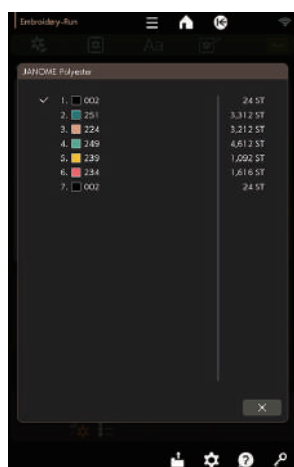 Embroidery-Run
Aa
JANOME Polyester
✓ 1. 002 24 ST
2. 251 3,312 ST
3. 224 3,212 ST
4. 249 4,612 ST
5. 239 1,092 ST
6. 234 1,616 ST
7. 002 24 ST